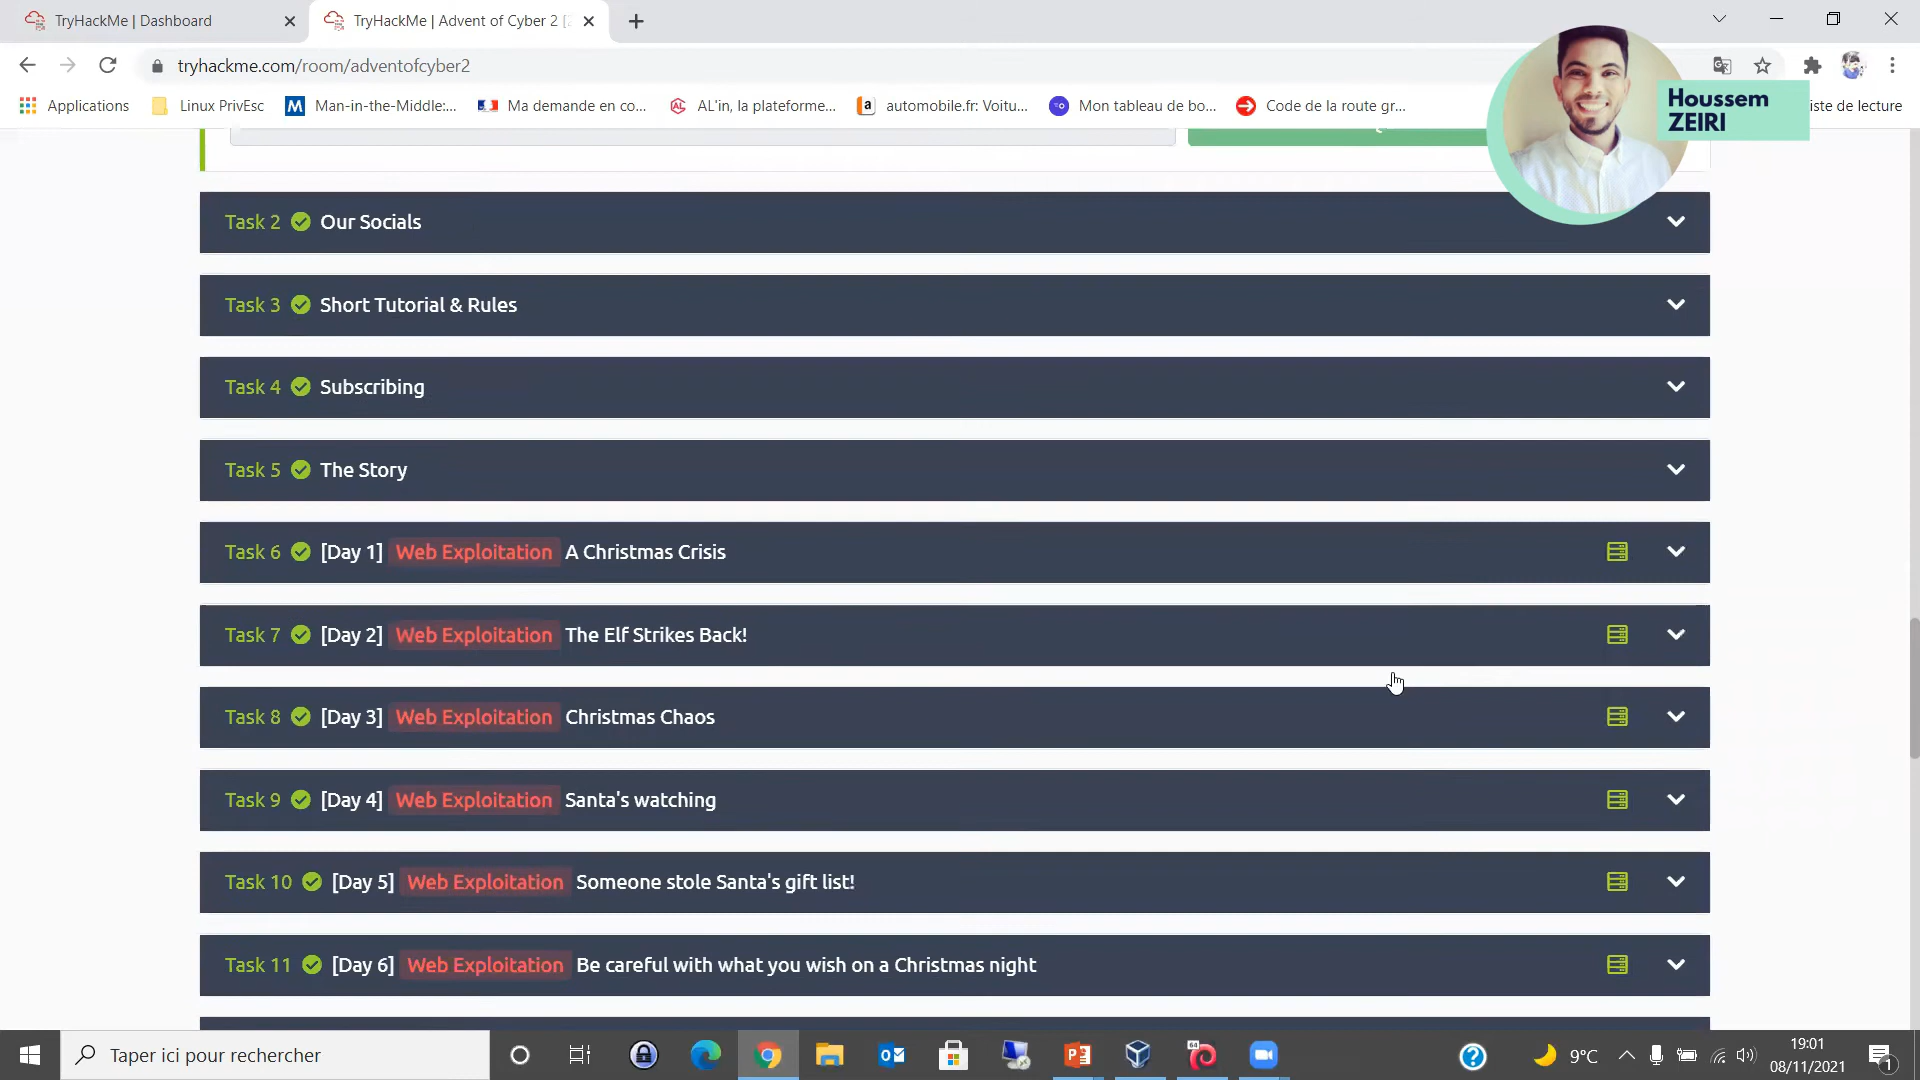 TryHackMe | Dashboard
TryHackMe | Advent of Cyber 2 [
tryhackme.com/room/adventofcyber2
Applications
Linux PrivEsc
Man-in-the-Middle:...
Ma demande en co...
AL'in, la plateforme...
automobile.fr: Voitu...
Mon tableau de bo...
Code de la route gr...
iste de lecture
Houssem
ZEIRI
Task 2 Our Socials
Task 3 Short Tutorial & Rules
Task 4 Subscribing
Task 5 The Story
Task 6 [Day 1] Web Exploitation A Christmas Crisis
Task 7 [Day 2] Web Exploitation The Elf Strikes Back!
Task 8 [Day 3] Web Exploitation Christmas Chaos
Task 9 [Day 4] Web Exploitation Santa's watching
Task 10 [Day 5] Web Exploitation Someone stole Santa's gift list!
Task 11 [Day 6] Web Exploitation Be careful with what you wish on a Christmas night
Taper ici pour rechercher
64
9°C
19:01
08/11/2021
1